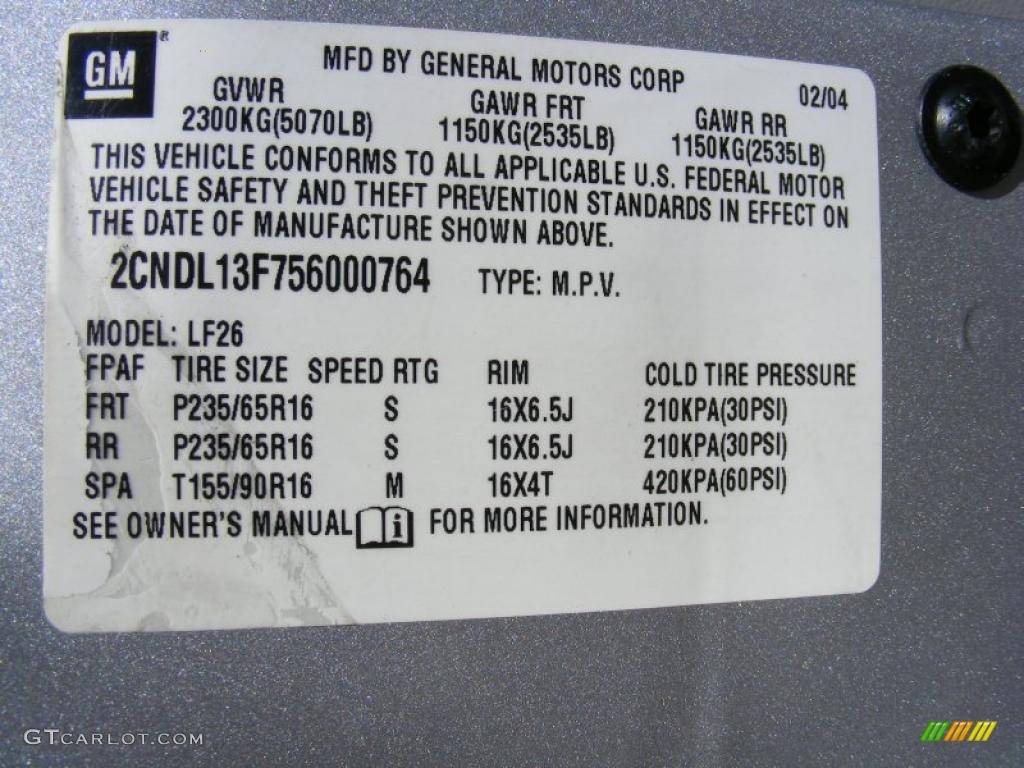 GM
MFD BY GENERAL MOTORS CORP
02/04
GVWR GAWR FRT GAWR RR
2300KG(5070LB) 1150KG(2535LB) 1150KG(2535LB)
THIS VEHICLE CONFORMS TO ALL APPLICABLE U.S. FEDERAL MOTOR
VEHICLE SAFETY AND THEFT PREVENTION STANDARDS IN EFFECT ON
THE DATE OF MANUFACTURE SHOWN ABOVE.
2CNDL13F756000764 TYPE: M.P.V.
MODEL: LF26
FPAF TIRE SIZE SPEED RTG RIM COLD TIRE PRESSURE
FRT P235/65R16 S 16X6.5J 210KPA(30PSI)
RR P235/65R16 S 16X6.5J 210KPA(30PSI)
SPA T155/90R16 M 16X4T 420KPA(60PSI)
SEE OWNER'S MANUAL i FOR MORE INFORMATION.
GTCARLOT.COM